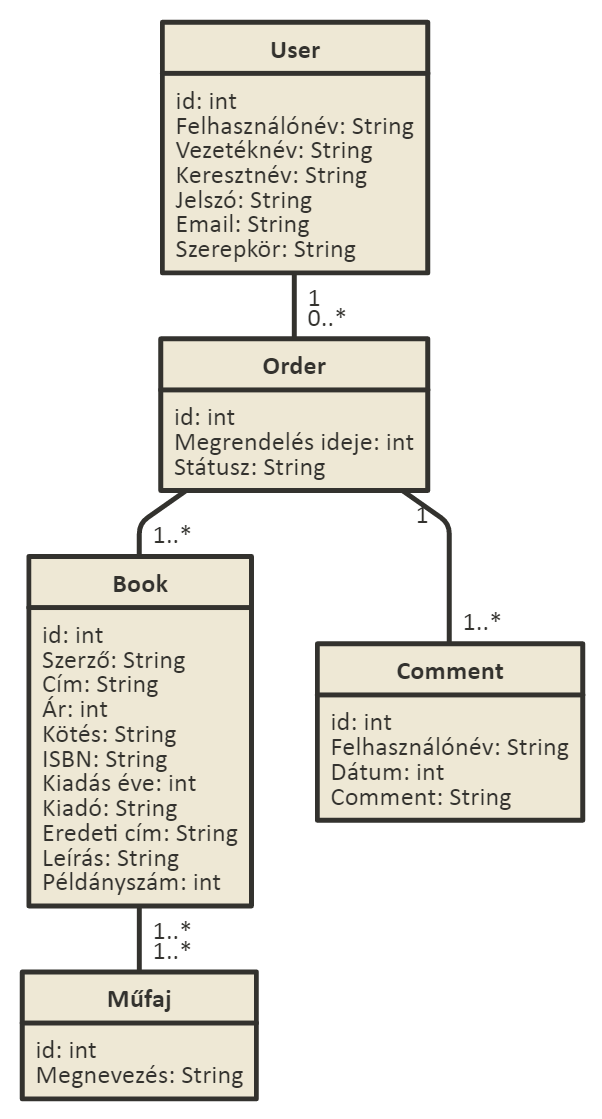 User
id: int
Felhasználónév: String
Vezetéknév: String
Keresztnév: String
Jelszó: String
Email: String
Szerepkör: String
1
0..*
Order
id: int
Megrendelés ideje: int
Státusz: String
1..*
1
Book
id: int
Szerző: String
Cím: String
Ár: int
Kötés: String
ISBN: String
Kiadás éve: int
Kiadó: String
Eredeti cím: String
Leírás: String
Példányszám: int
1..*
Comment
id: int
Felhasználónév: String
Dátum: int
Comment: String
1..*
1..*
Műfaj
id: int
Megnevezés: String